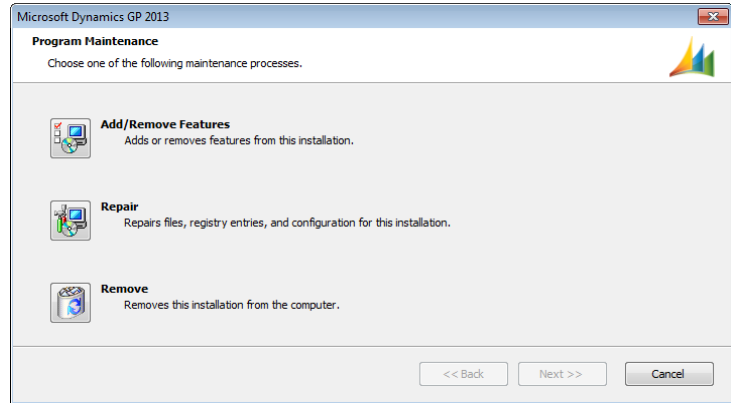 Microsoft Dynamics GP 2013
Program Maintenance
Choose one of the following maintenance processes.
Add/Remove Features
Adds or removes features from this installation.
Repair
Repairs files, registry entries, and configuration for this installation.
Remove
Removes this installation from the computer.
<< Back
Next >>
Cancel